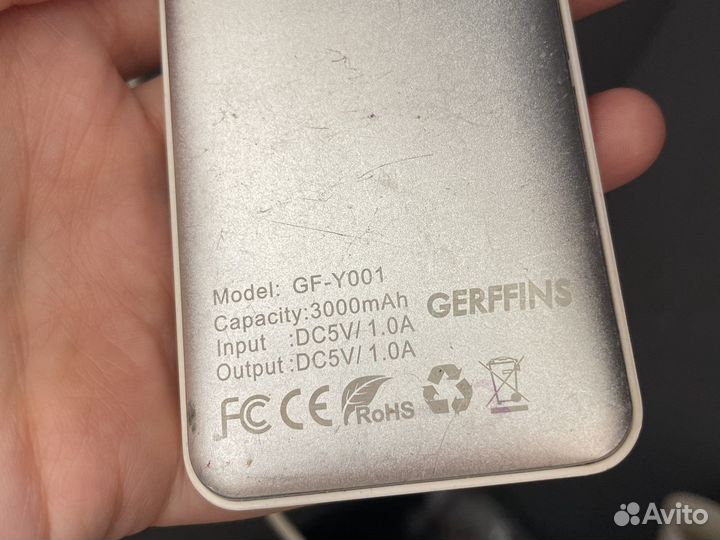 Model: GF-Y001
Capacity:3000mAh
Input :DC5V/ 1.0A
Output :DC5V/ 1.0A
GERFFINS
FC CE RoHS
Avito